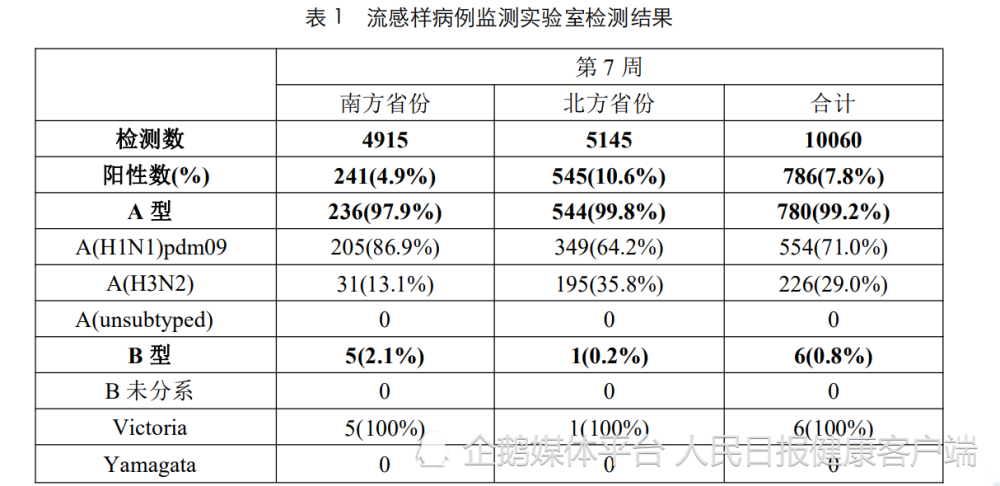 表 1 流感样病例监测实验室检测结果
第 7 周
南方省份 北方省份 合计
检测数 4915 5145 10060
阳性数(%) 241(4.9%) 545(10.6%) 786(7.8%)
A 型 236(97.9%) 544(99.8%) 780(99.2%)
A(H1N1)pdm09 205(86.9%) 349(64.2%) 554(71.0%)
A(H3N2) 31(13.1%) 195(35.8%) 226(29.0%)
A(unsubtyped) 0 0 0
B 型 5(2.1%) 1(0.2%) 6(0.8%)
B 未分系 0 0 0
Victoria 5(100%) 1(100%) 6(100%)
企鹅媒体平台 人民日报健康客户端
Yamagata 0 0 0